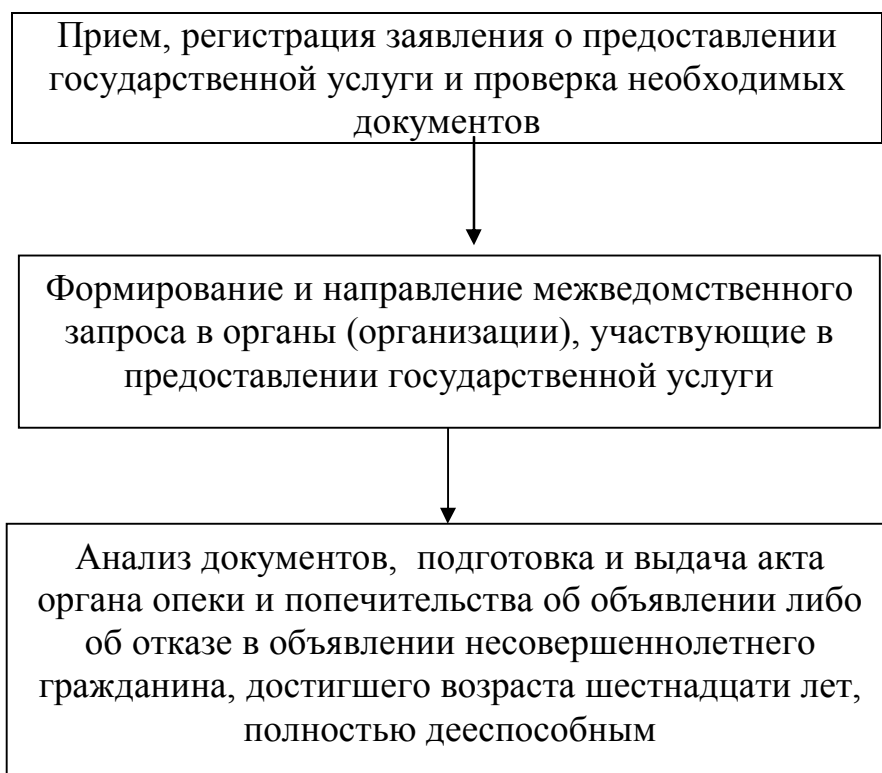 Прием, регистрация заявления о предоставлении
государственной услуги и проверка необходимых
документов
Формирование и направление межведомственного
запроса в органы (организации), участвующие в
предоставлении государственной услуги
Анализ документов, подготовка и выдача акта
органа опеки и попечительства об объявлении либо
об отказе в объявлении несовершеннолетнего
гражданина, достигшего возраста шестнадцати лет,
полностью дееспособным